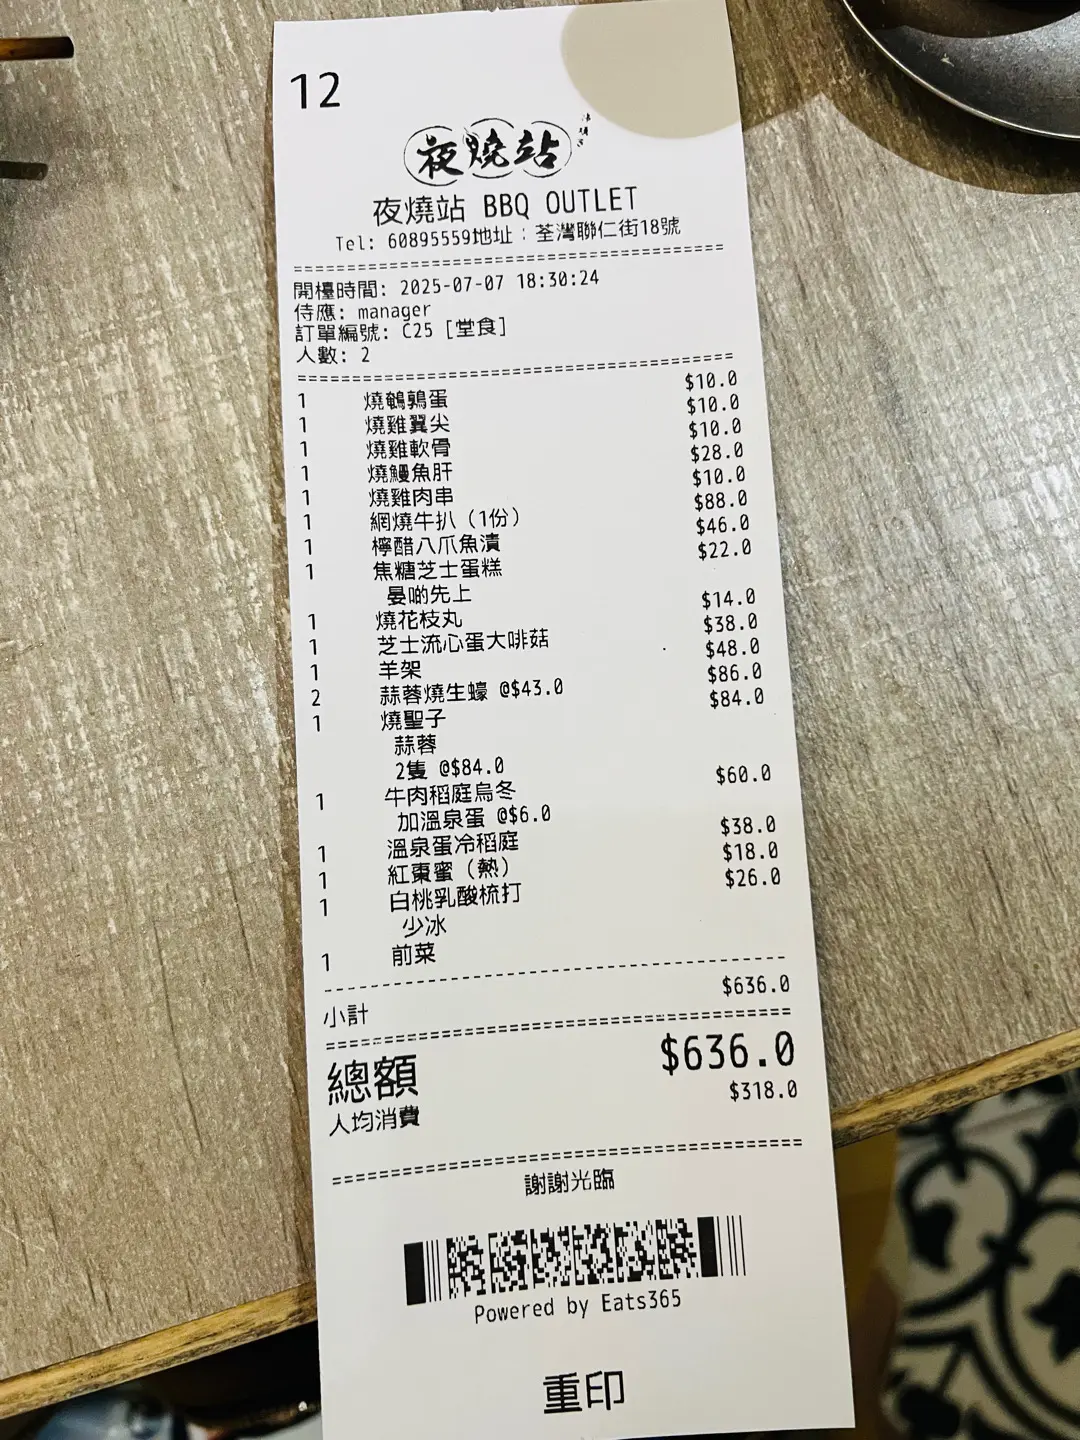 12
夜燒站
夜燒站 BBQ OUTLET
Tel: 60895559地址：荃灣聯仁街18號
開檯時間: 2025-07-07 18:30:24
侍應: manager
訂單編號: C25 [堂食]
人數: 2
1 燒鵪鶉蛋 $10.0
1 燒雞翼尖 $10.0
1 燒雞軟骨 $10.0
1 燒鰻魚肝 $28.0
1 燒雞肉串 $10.0
1 網燒牛扒（1份） $88.0
1 檸醋八爪魚漬 $46.0
1 焦糖芝士蛋糕 $22.0
晏啲先上
1 燒花枝丸 $14.0
1 芝士流心蛋大啡菇 $38.0
1 羊架 $48.0
2 蒜蓉燒生蠔 @$43.0 $86.0
1 燒聖子 $84.0
蒜蓉
2隻 @$84.0
1 牛肉稻庭烏冬 $60.0
加溫泉蛋 @$6.0
1 溫泉蛋冷稻庭 $38.0
1 紅棗蜜（熱） $18.0
1 白桃乳酸梳打 $26.0
少冰
1 前菜
小計 $636.0
總額 $636.0
人均消費 $318.0
謝謝光臨
Powered by Eats365
重印